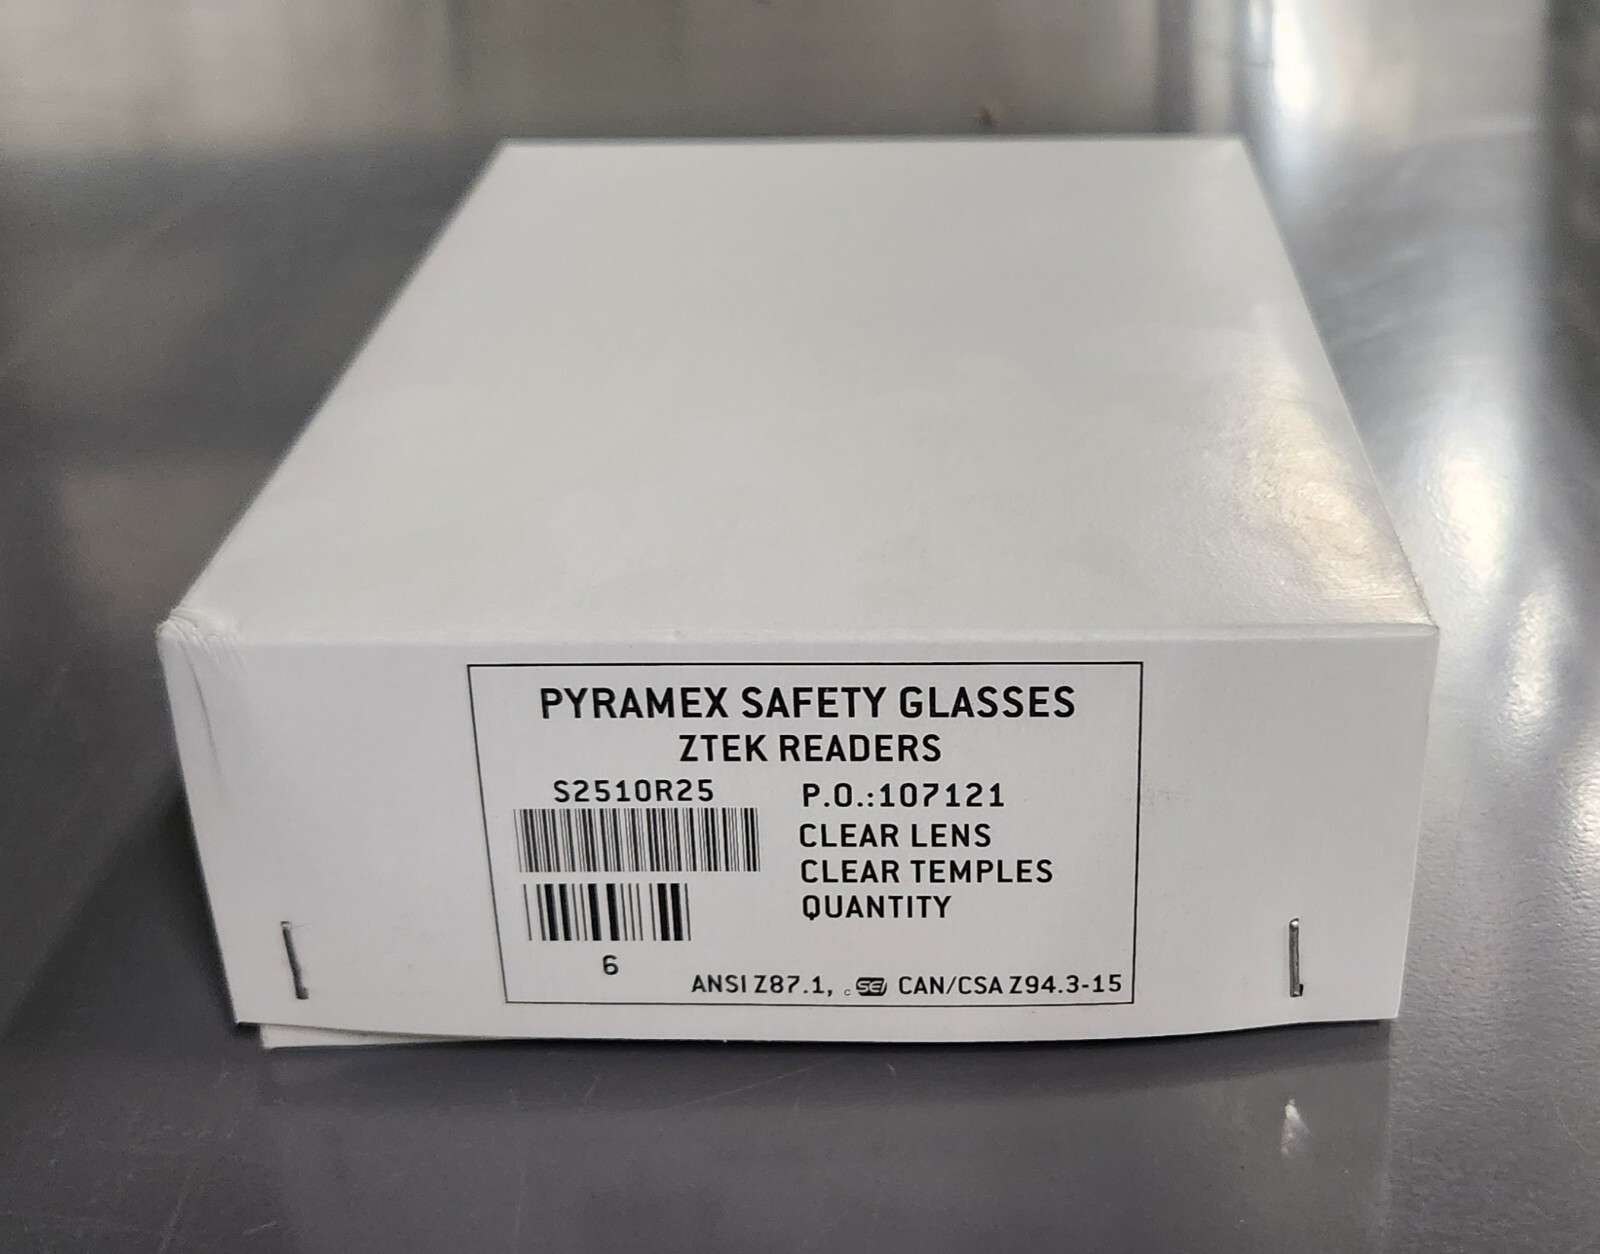 PYRAMEX SAFETY GLASSES
ZTEK READERS
S2510R25
P.O.:107121
CLEAR LENS
CLEAR TEMPLES
QUANTITY
6
ANSI Z87.1, c SEI CAN/CSA Z94.3-15